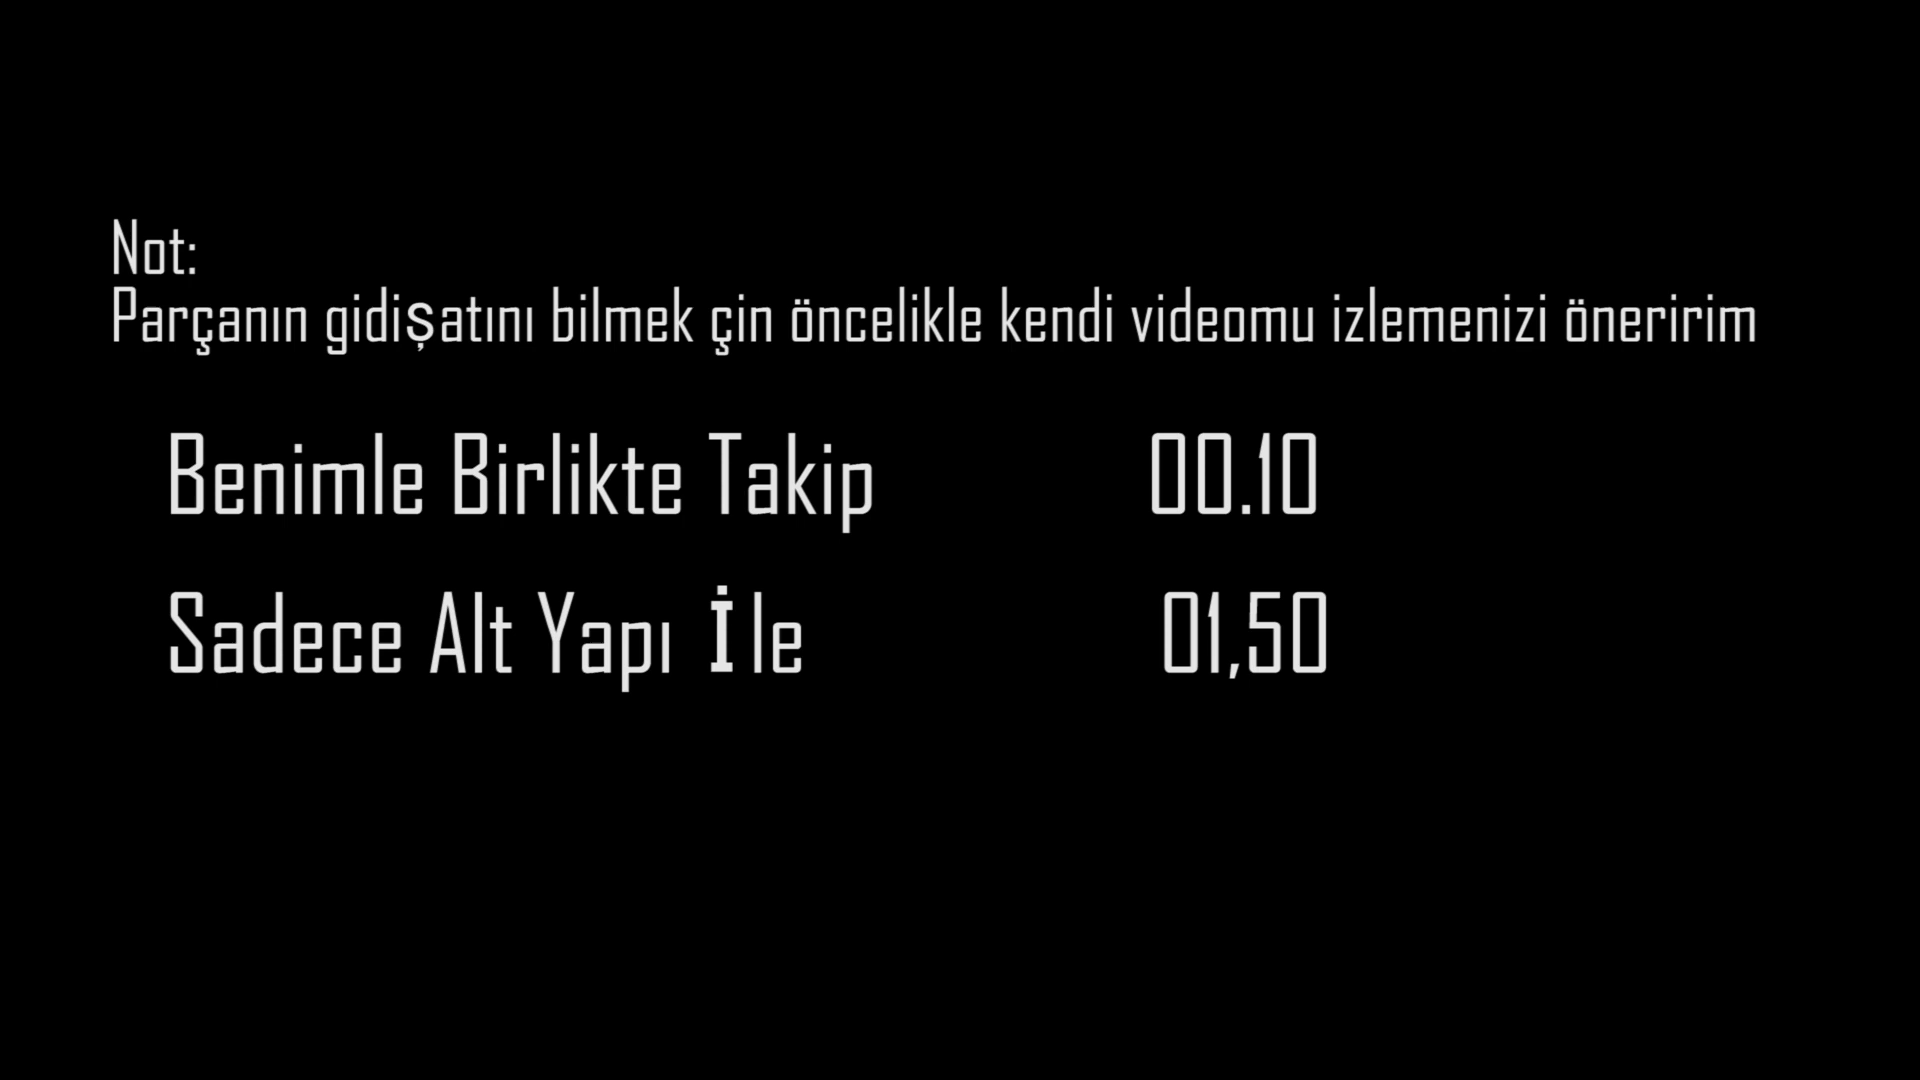 Not:
Parçanın gidişatını bilmek çin öncelikle kendi videomu izlemenizi öneririm
Benimle Birlikte Takip 00.10
Sadece Alt Yapı İle 01,50